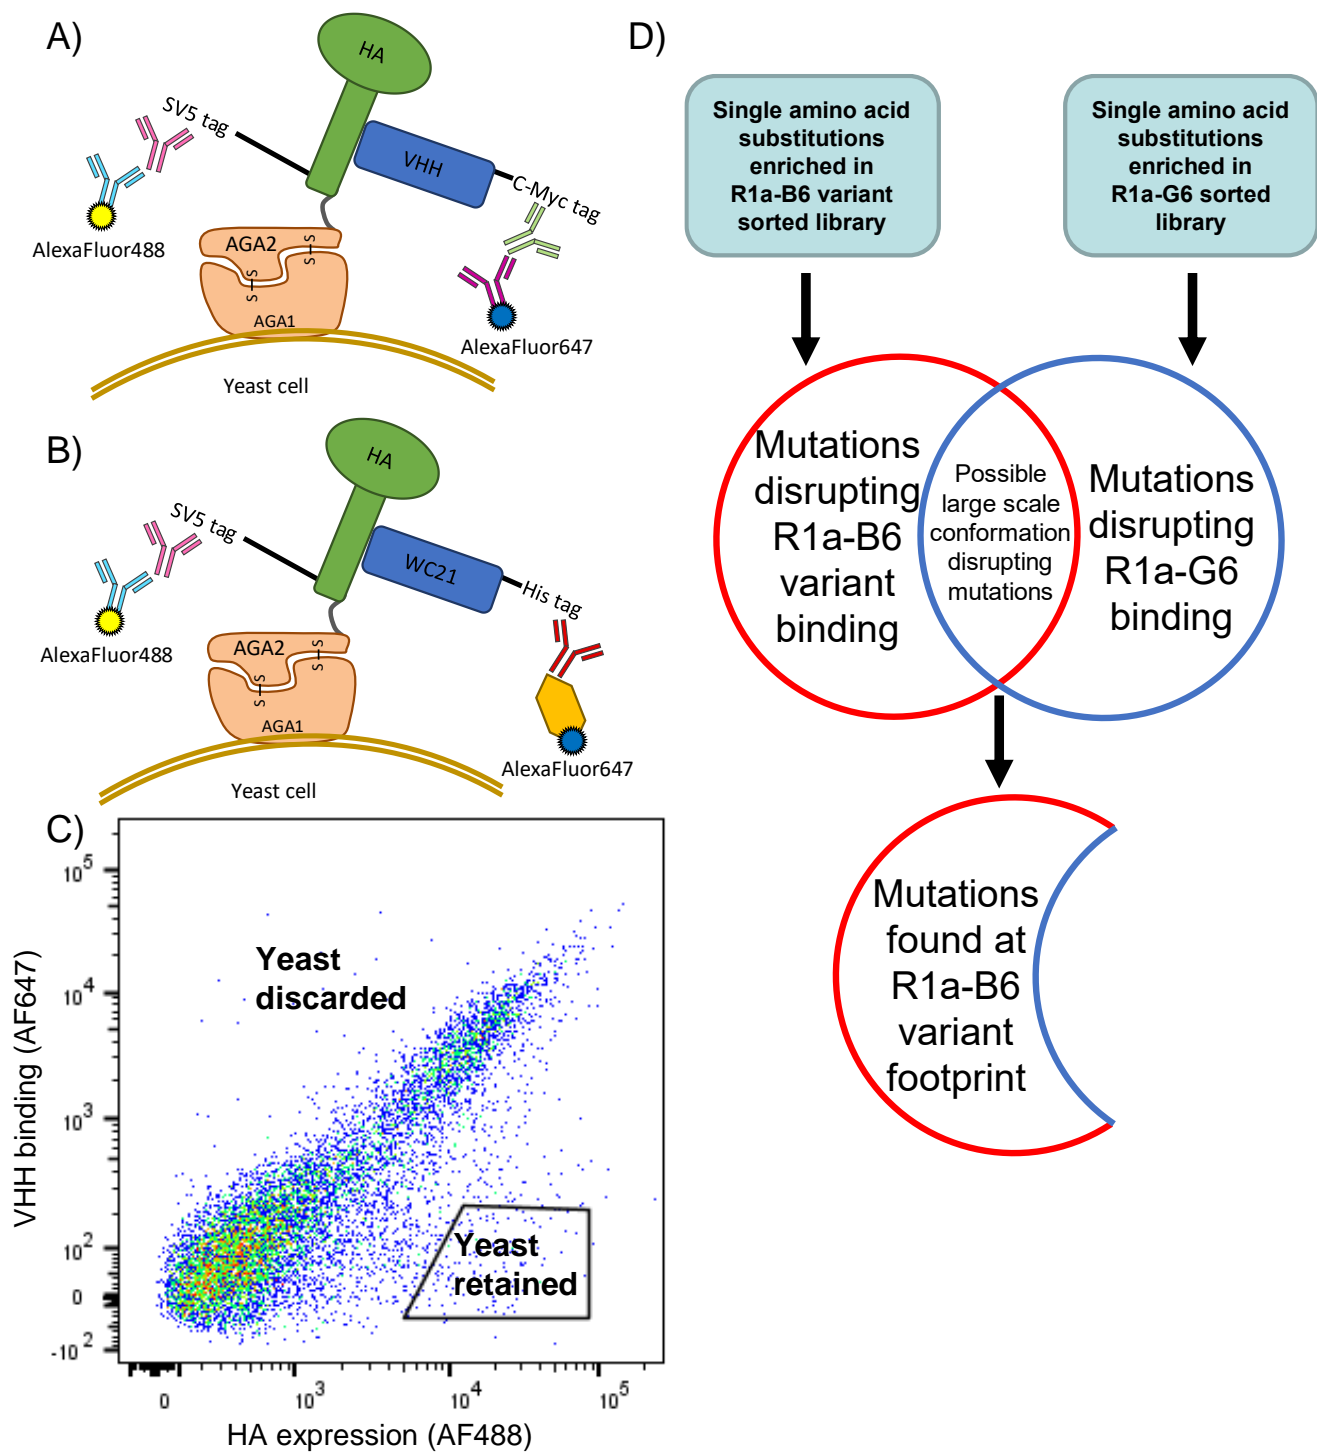 A)
HA
SV5 tag
VHH
C-Myc tag
AlexaFluor488
AGA2
S-S
S-S
AGA1
AlexaFluor647
Yeast cell
B)
HA
SV5 tag
WC21
His tag
AlexaFluor488
AGA2
S-S
S-S
AGA1
AlexaFluor647
Yeast cell
C)
VHH binding (AF647)
10^5
10^4
10^3
10^2
0
-10^2
Yeast
discarded
Yeast
retained
0
10^3
10^4
10^5
HA expression (AF488)
D)
Single amino acid
substitutions
enriched in
R1a-B6 variant
sorted library
Single amino acid
substitutions
enriched in
R1a-G6 sorted
library
Mutations
disrupting
R1a-B6
variant
binding
Possible
large scale
conformation
disrupting
mutations
Mutations
disrupting
R1a-G6
binding
Mutations
found at
R1a-B6
variant
footprint